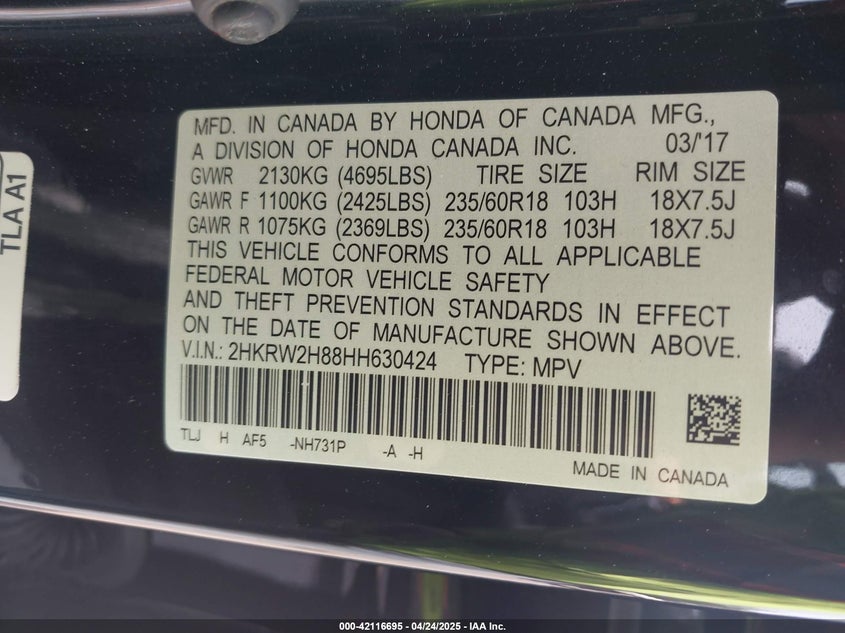 MFD. IN CANADA BY HONDA OF CANADA MFG.,
A DIVISION OF HONDA CANADA INC. 03/'17
GVWR 2130KG (4695LBS) TIRE SIZE RIM SIZE
GAWR F 1100KG (2425LBS) 235/60R18 103H 18X7.5J
GAWR R 1075KG (2369LBS) 235/60R18 103H 18X7.5J
THIS VEHICLE CONFORMS TO ALL APPLICABLE
FEDERAL MOTOR VEHICLE SAFETY
AND THEFT PREVENTION STANDARDS IN EFFECT
ON THE DATE OF MANUFACTURE SHOWN ABOVE.
V.I.N.: 2HKRW2H88HH630424 TYPE: MPV
TLJ H AF5 -NH731P -A -H
MADE IN CANADA
TLA A1
000-42116695 - 04/24/2025 - IAA Inc.